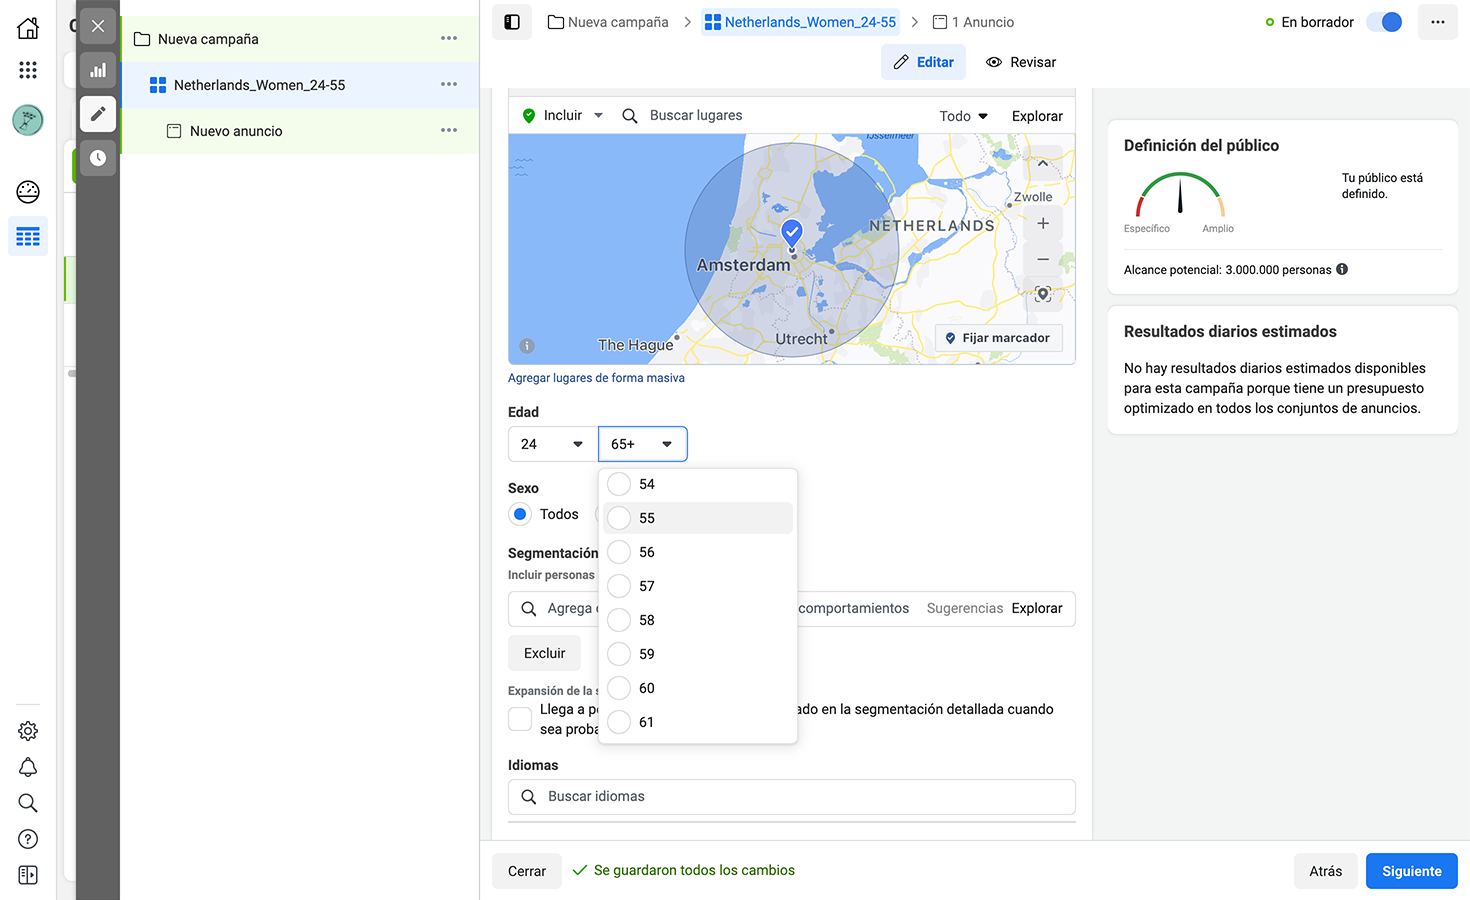 Nueva campaña
Netherlands_Women_24-55
Nuevo anuncio
Nueva campaña
Netherlands_Women_24-55
1 Anuncio
En borrador
Editar
Revisar
Incluir
Buscar lugares
Todo
Explorar
IJsselmeer
Zwolle
NETHERLANDS
Amsterdam
The Hague
Utrecht
Fijar marcador
Agregar lugares de forma masiva
Edad
24
65+
54
55
56
57
58
59
60
61
Sexo
Todos
Segmentación
Incluir personas
Agrega
comportamientos
Sugerencias
Explorar
Excluir
Expansión de la s
Llega a p
ado en la segmentación detallada cuando
sea proba
Idiomas
Buscar idiomas
Definición del público
Tu público está
definido.
Específico
Amplio
Alcance potencial: 3.000.000 personas
Resultados diarios estimados
No hay resultados diarios estimados disponibles
para esta campaña porque tiene un presupuesto
optimizado en todos los conjuntos de anuncios.
Cerrar
Se guardaron todos los cambios
Atrás
Siguiente